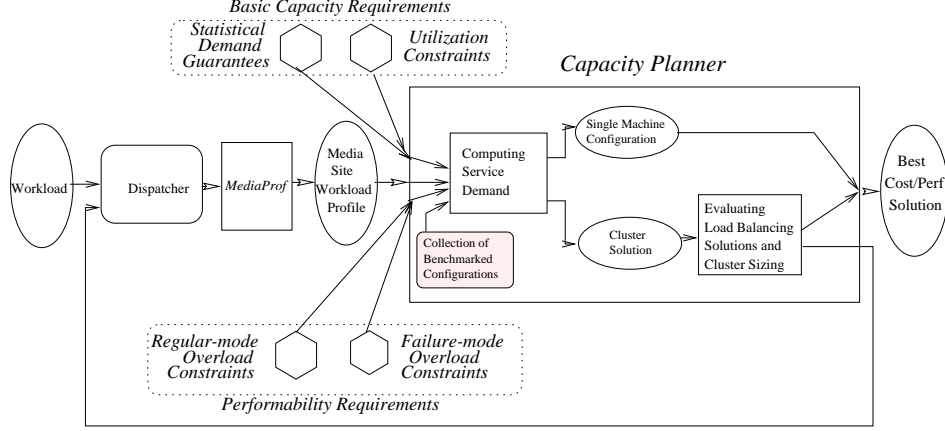 Basic Capacity Requirements
Statistical
Demand
Guarantees
Utilization
Constraints
Capacity Planner
Workload
Dispatcher
MediaProf
Media
Site
Workload
Profile
Computing
Service
Demand
Collection of
Benchmarked
Configurations
Single Machine
Configuration
Cluster
Solution
Evaluating
Load Balancing
Solutions and
Cluster Sizing
Best
Cost/Perf
Solution
Regular-mode
Overload
Constraints
Failure-mode
Overload
Constraints
Performability Requirements